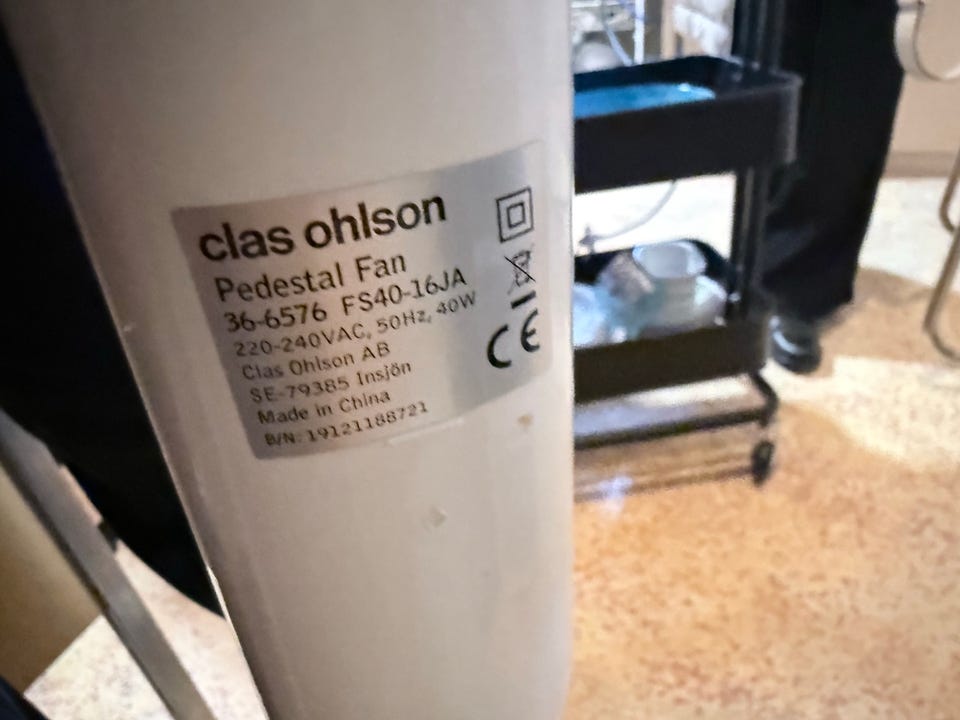 clas ohlson
Pedestal Fan
36-6576 FS40-16JA
220-240VAC, 50Hz, 40W
Clas Ohlson AB
SE-79385 Insjön
Made in China
B/N: 19121188721
CE